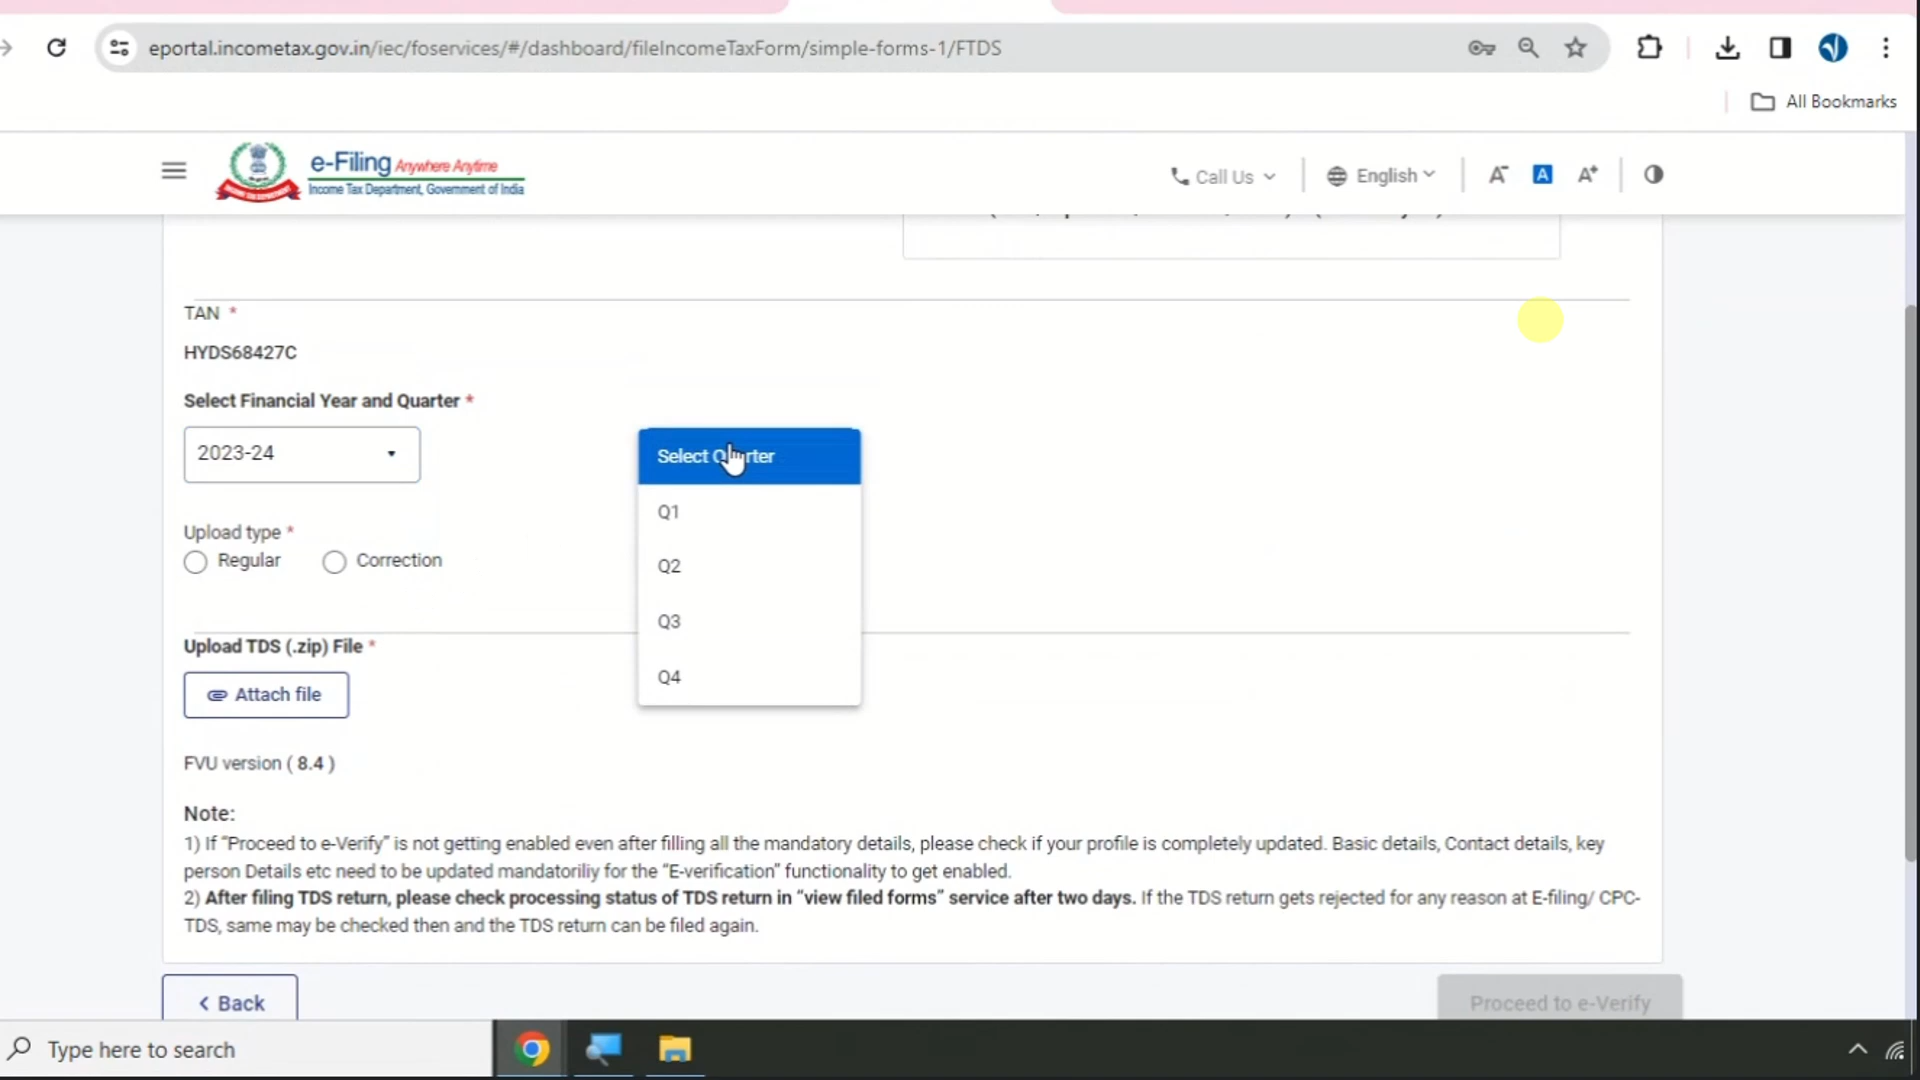 eportal.incometax.gov.in/iec/foservices/#/dashboard/fileIncomeTaxForm/simple-forms-1/FTDS
All Bookmarks
e-Filing Anywhere Anytime
Income Tax Department, Government of India
Call Us
English
A-
A
A+
TAN *
HYDS68427C
Select Financial Year and Quarter *
2023-24
Select Quarter
Q1
Q2
Q3
Q4
Upload type *
Regular
Correction
Upload TDS (.zip) File *
Attach file
FVU version ( 8.4 )
Note:
1) If “Proceed to e-Verify” is not getting enabled even after filling all the mandatory details, please check if your profile is completely updated. Basic details, Contact details, key
person Details etc need to be updated mandatoriliy for the “E-verification” functionality to get enabled.
2) After filing TDS return, please check processing status of TDS return in “view filed forms” service after two days. If the TDS return gets rejected for any reason at E-filing/ CPC-
TDS, same may be checked then and the TDS return can be filed again.
< Back
Proceed to e-Verify
Type here to search